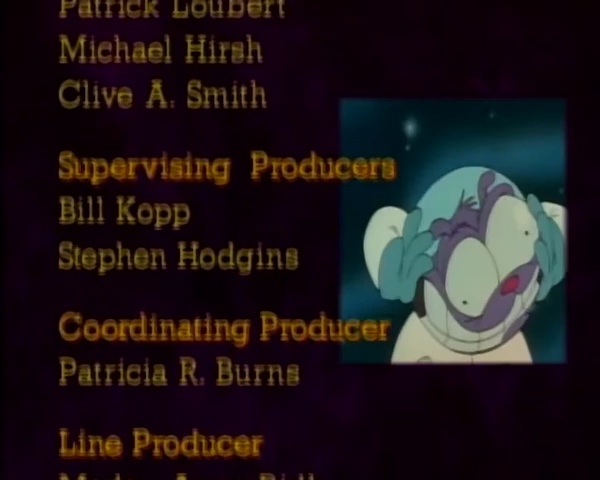 Patrick Loubert
Michael Hirsh
Clive A. Smith
Supervising Producers
Bill Kopp
Stephen Hodgins
Coordinating Producer
Patricia R. Burns
Line Producer